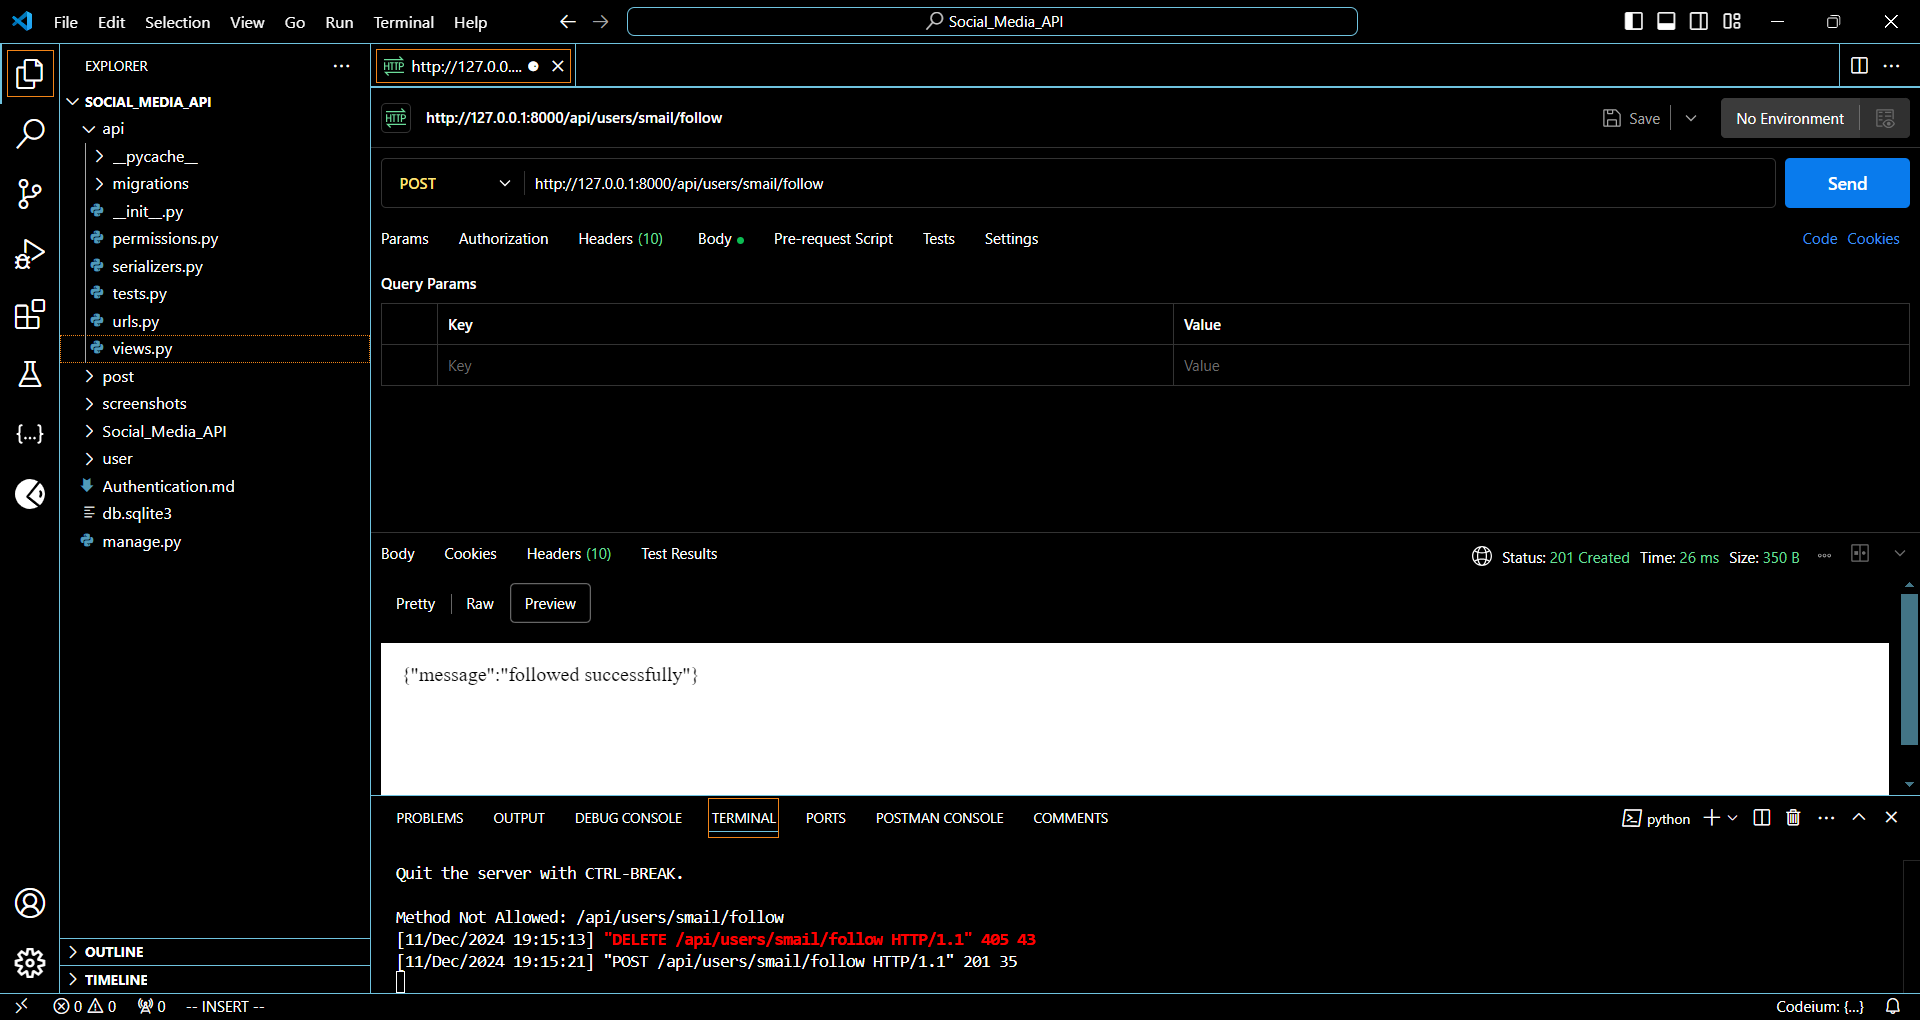 File Edit Selection View Go Run Terminal Help
Social_Media_API
EXPLORER
SOCIAL_MEDIA_API
api
__pycache__
migrations
__init__.py
permissions.py
serializers.py
tests.py
urls.py
views.py
post
screenshots
Social_Media_API
user
Authentication.md
db.sqlite3
manage.py
OUTLINE
TIMELINE
HTTP http://127.0.0....
HTTP http://127.0.0.1:8000/api/users/smail/follow
Save
No Environment
POST http://127.0.0.1:8000/api/users/smail/follow
Send
Params Authorization Headers (10) Body Pre-request Script Tests Settings
Code Cookies
Query Params
Key Value
Key Value
Body Cookies Headers (10) Test Results
Status: 201 Created Time: 26 ms Size: 350 B
Pretty Raw Preview
{"message":"followed successfully"}
PROBLEMS OUTPUT DEBUG CONSOLE TERMINAL PORTS POSTMAN CONSOLE COMMENTS
python
Quit the server with CTRL-BREAK.
Method Not Allowed: /api/users/smail/follow
[11/Dec/2024 19:15:13] "DELETE /api/users/smail/follow HTTP/1.1" 405 43
[11/Dec/2024 19:15:21] "POST /api/users/smail/follow HTTP/1.1" 201 35
0 0 0 -- INSERT --
Codeium: {...}